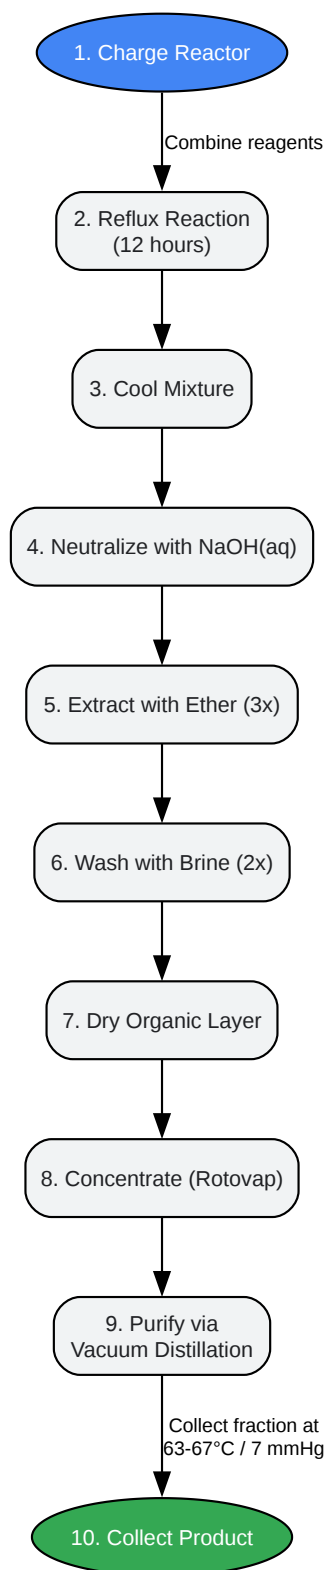 1. Charge Reactor
Combine reagents
2. Reflux Reaction
(12 hours)
3. Cool Mixture
4. Neutralize with NaOH(aq)
5. Extract with Ether (3x)
6. Wash with Brine (2x)
7. Dry Organic Layer
8. Concentrate (Rotovap)
9. Purify via
Vacuum Distillation
Collect fraction at
63-67°C / 7 mmHg
10. Collect Product